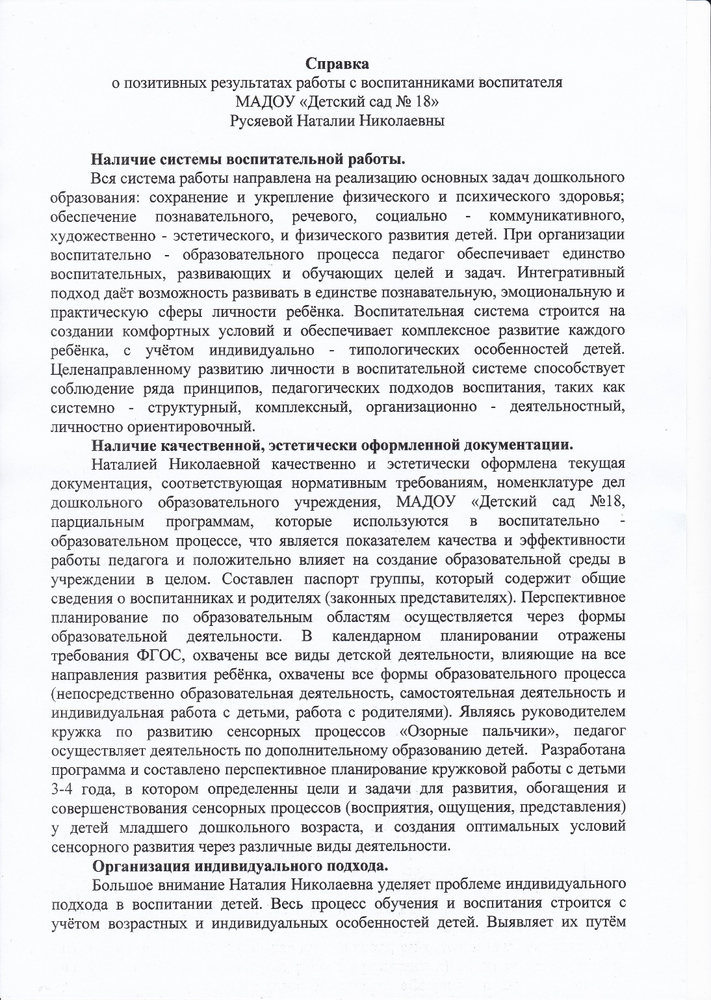 Справка
о позитивных результатах работы с воспитанниками воспитателя
МАДОУ «Детский сад № 18»
Русяевой Наталии Николаевны
Наличие системы воспитательной работы.
Вся система работы направлена на реализацию основных задач дошкольного
образования: сохранение и укрепление физического и психического здоровья;
обеспечение познавательного, речевого, социально - коммуникативного,
художественно - эстетического, и физического развития детей. При организации
воспитательно - образовательного процесса педагог обеспечивает единство
воспитательных, развивающих и обучающих целей и задач. Интегративный
подход даёт возможность развивать в единстве познавательную, эмоциональную и
практическую сферы личности ребёнка. Воспитательная система строится на
создании комфортных условий и обеспечивает комплексное развитие каждого
ребёнка, с учётом индивидуально - типологических особенностей детей.
Целенаправленному развитию личности в воспитательной системе способствует
соблюдение ряда принципов, педагогических подходов воспитания, таких как
системно - структурный, комплексный, организационно - деятельностный,
личностно ориентировочный.
Наличие качественной, эстетически оформленной документации.
Наталией Николаевной качественно и эстетически оформлена текущая
документация, соответствующая нормативным требованиям, номенклатуре дел
дошкольного образовательного учреждения, МАДОУ «Детский сад №18,
парциальным программам, которые используются в воспитательно -
образовательном процессе, что является показателем качества и эффективности
работы педагога и положительно влияет на создание образовательной среды в
учреждении в целом. Составлен паспорт группы, который содержит общие
сведения о воспитанниках и родителях (законных представителях). Перспективное
планирование по образовательным областям осуществляется через формы
образовательной деятельности. В календарном планировании отражены
требования ФГОС, охвачены все виды детской деятельности, влияющие на все
направления развития ребёнка, охвачены все формы образовательного процесса
(непосредственно образовательная деятельность, самостоятельная деятельность и
индивидуальная работа с детьми, работа с родителями). Являясь руководителем
кружка по развитию сенсорных процессов «Озорные пальчики», педагог
осуществляет деятельность по дополнительному образованию детей. Разработана
программа и составлено перспективное планирование кружковой работы с детьми
3-4 года, в котором определенны цели и задачи для развития, обогащения и
совершенствования сенсорных процессов (восприятия, ощущения, представления)
у детей младшего дошкольного возраста, и создания оптимальных условий
сенсорного развития через различные виды деятельности.
Организация индивидуального подхода.
Большое внимание Наталия Николаевна уделяет проблеме индивидуального
подхода в воспитании детей. Весь процесс обучения и воспитания строится с
учётом возрастных и индивидуальных особенностей детей. Выявляет их путём